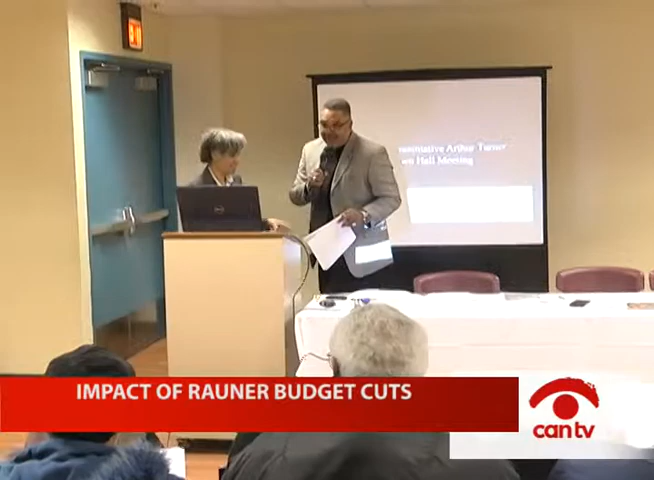 Arthur Turner
Hall Meeting
IMPACT OF RAUNER BUDGET CUTS
can tv